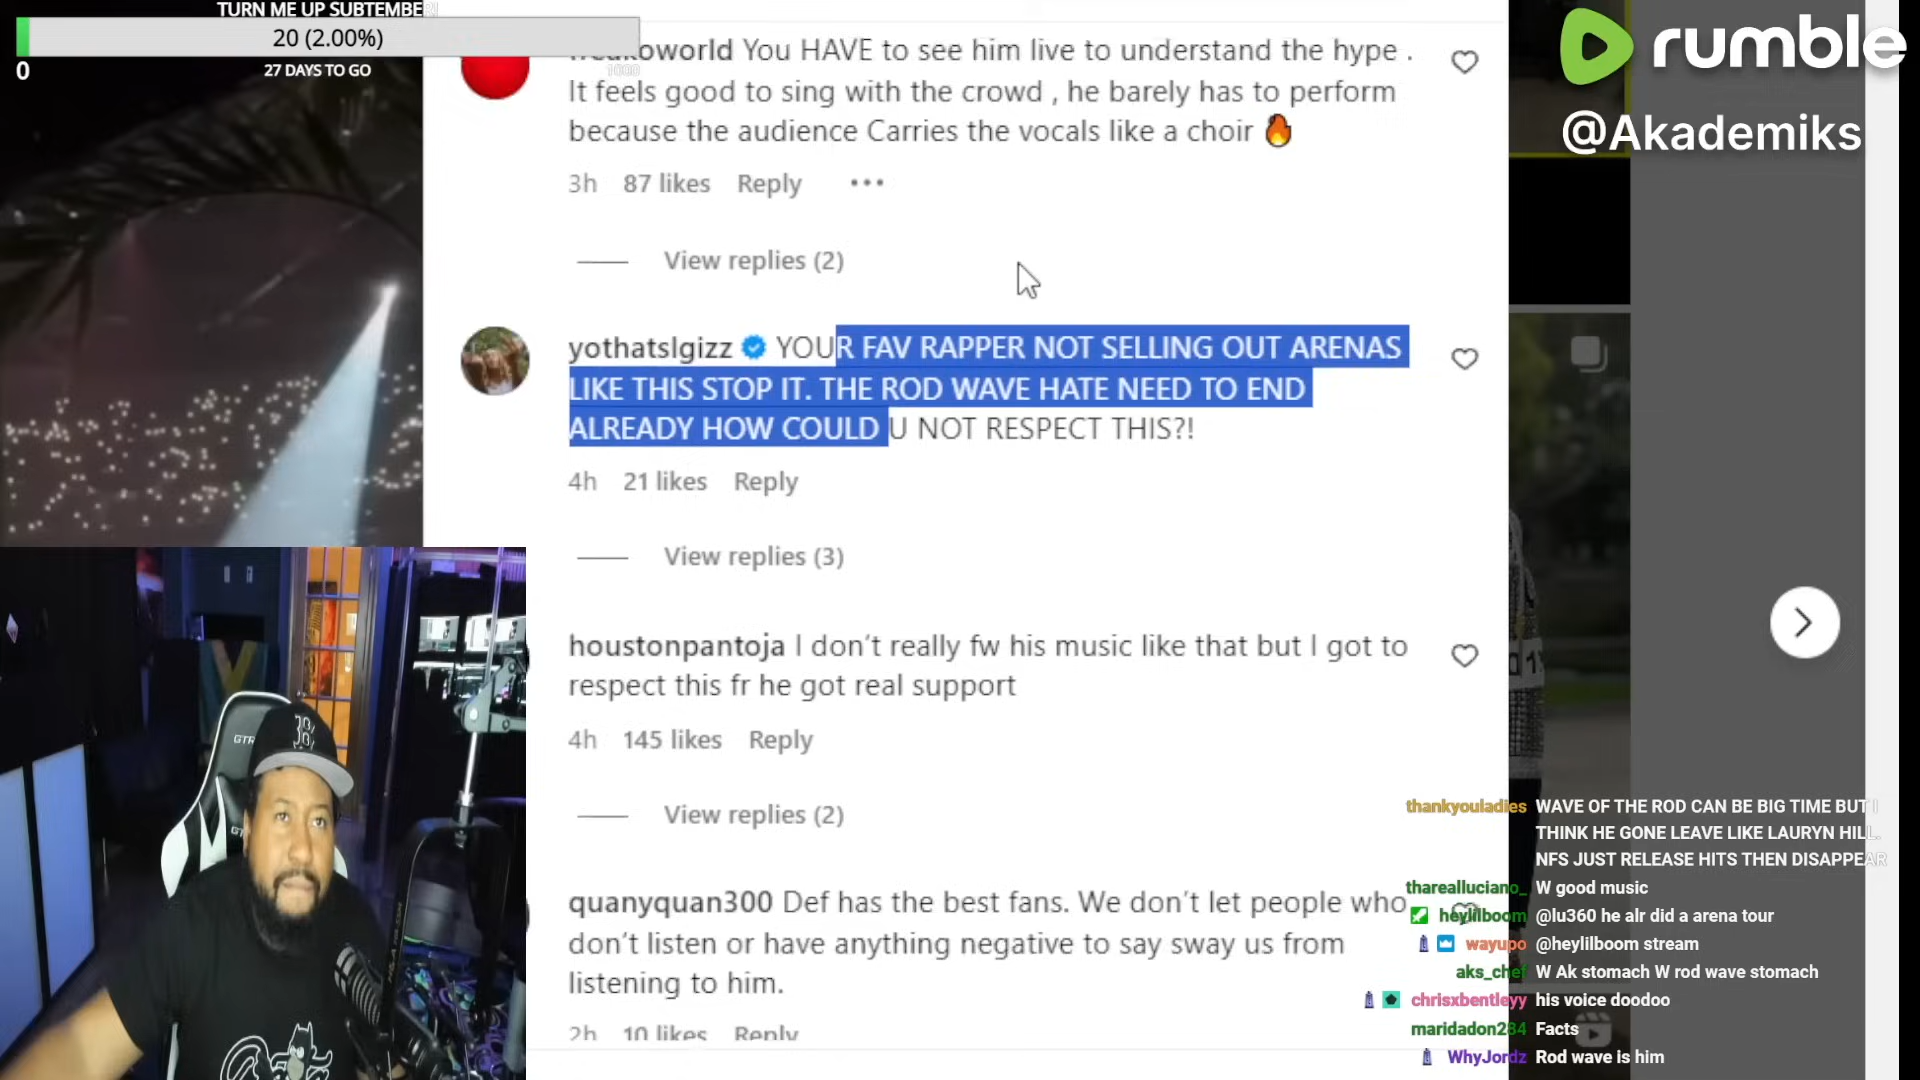 TURN ME UP SUBTEMBER!
20 (2.00%)
0
27 DAYS TO GO
1000
rumble
@Akademiks
You HAVE to see him live to understand the hype .
It feels good to sing with the crowd , he barely has to perform
because the audience Carries the vocals like a choir 🔥
3h 87 likes Reply •••
View replies (2)
yothatslgizz YOUR FAV RAPPER NOT SELLING OUT ARENAS
LIKE THIS STOP IT. THE ROD WAVE HATE NEED TO END
ALREADY HOW COULD U NOT RESPECT THIS?!
4h 21 likes Reply
View replies (3)
houstonpantoja I don't really fw his music like that but I got to
respect this fr he got real support
4h 145 likes Reply
View replies (2)
quanyquan300 Def has the best fans. We don't let people who
don't listen or have anything negative to say sway us from
listening to him.
2h 10 likes Reply
thankyouladies WAVE OF THE ROD CAN BE BIG TIME BUT I
THINK HE GONE LEAVE LIKE LAURYN HILL.
NFS JUST RELEASE HITS THEN DISAPPEAR
tharealluciano_ W good music
heylilboom @lu360 he alr did a arena tour
wayupo @heylilboom stream
aks_chef W Ak stomach W rod wave stomach
chrisxbentleyy his voice doodoo
maridadon234 Facts
WhyJordz Rod wave is him
GTR
B